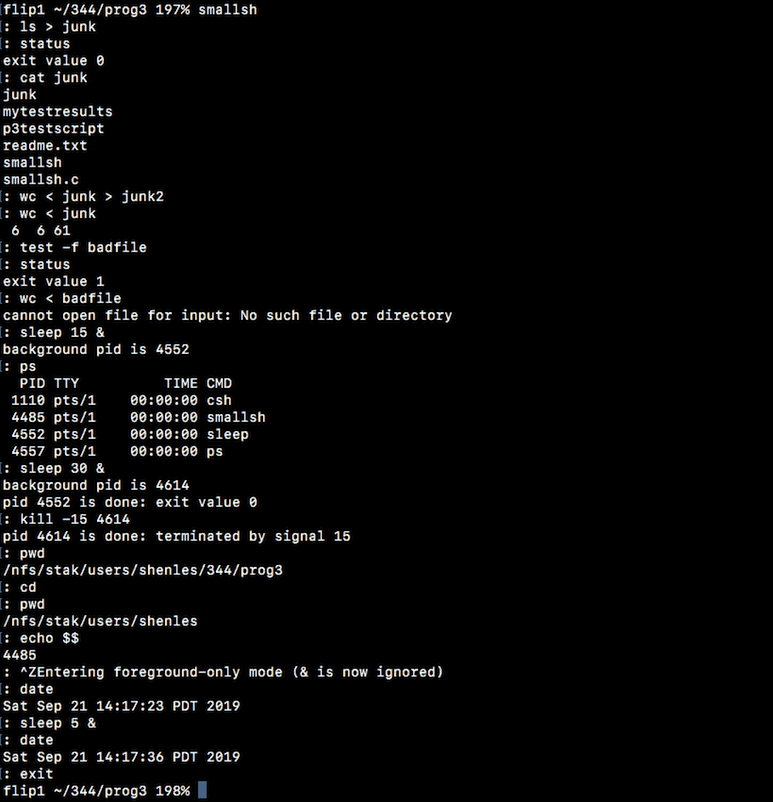 flip1 ~/344/prog3 197% smallsh
: ls > junk
: status
exit value 0
: cat junk
junk
mytestresults
p3testscript
readme.txt
smallsh
smallsh.c
: wc < junk > junk2
: wc < junk
 6  6 61
: test -f badfile
: status
exit value 1
: wc < badfile
cannot open file for input: No such file or directory
: sleep 15 &
background pid is 4552
: ps
  PID TTY          TIME CMD
 1110 pts/1    00:00:00 csh
 4485 pts/1    00:00:00 smallsh
 4552 pts/1    00:00:00 sleep
 4557 pts/1    00:00:00 ps
: sleep 30 &
background pid is 4614
pid 4552 is done: exit value 0
: kill -15 4614
pid 4614 is done: terminated by signal 15
: pwd
/nfs/stak/users/shenles/344/prog3
: cd
: pwd
/nfs/stak/users/shenles
: echo $$
4485
: ^ZEntering foreground-only mode (& is now ignored)
: date
Sat Sep 21 14:17:23 PDT 2019
: sleep 5 &
: date
Sat Sep 21 14:17:36 PDT 2019
: exit
flip1 ~/344/prog3 198%